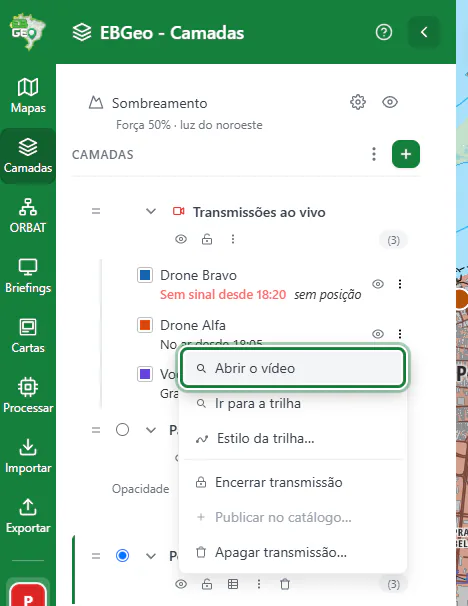 EB
GEO
EBGeo - Camadas
Mapas
Camadas
ORBAT
Briefings
Cartas
Processar
Importar
Exportar
P
Sombreamento
Força 50% · luz do noroeste
CAMADAS
Transmissões ao vivo
(3)
Drone Bravo
Sem sinal desde 18:20 sem posição
Drone Alfa
No ar desde 18:05
Abrir o vídeo
Ir para a trilha
Estilo da trilha...
Opacidade
Encerrar transmissão
Publicar no catálogo...
Apagar transmissão...
(3)